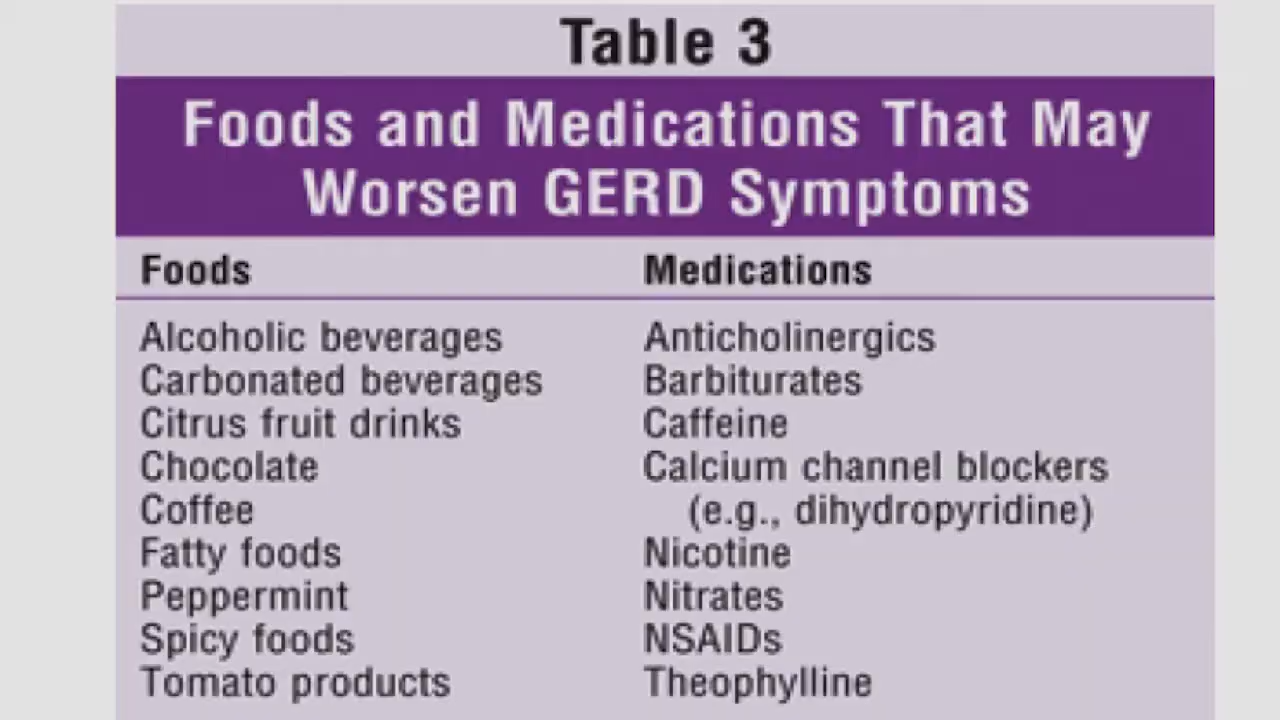 Table 3
Foods and Medications That May
Worsen GERD Symptoms
Foods Medications
Alcoholic beverages Anticholinergics
Carbonated beverages Barbiturates
Citrus fruit drinks Caffeine
Chocolate Calcium channel blockers
Coffee (e.g., dihydropyridine)
Fatty foods Nicotine
Peppermint Nitrates
Spicy foods NSAIDs
Tomato products Theophylline